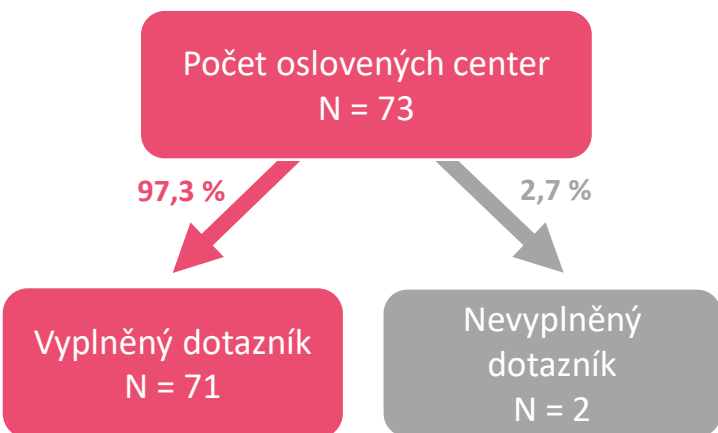 Počet oslovených center
N = 73
97,3 %
2,7 %
Vyplněný dotazník
N = 71
Nevyplněný
dotazník
N = 2